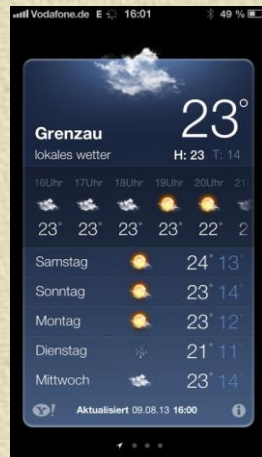 Vodafone.de E 16:01 49 %
23°
Grenzau
lokales wetter H: 23 T: 14
16Uhr 17Uhr 18Uhr 19Uhr 20Uhr 21
23° 23° 23° 23° 22° 2
Samstag 24° 13°
Sonntag 23° 14°
Montag 23° 12°
Dienstag 21° 11°
Mittwoch 23° 14°
Y! Aktualisiert 09.08.13 16:00 i